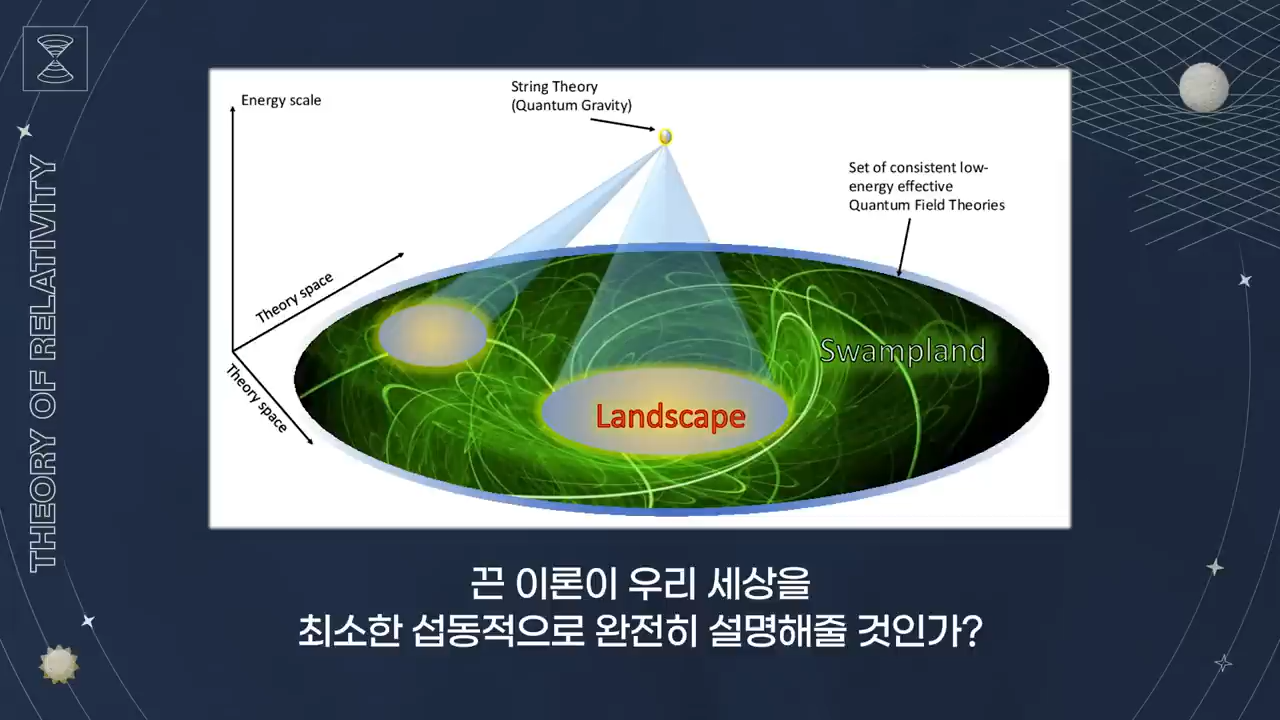 THEORY OF RELATIVITY
Energy scale
String Theory
(Quantum Gravity)
Set of consistent low-
energy effective
Quantum Field Theories
Theory space
Theory space
Swampland
Landscape
끈 이론이 우리 세상을
최소한 섭동적으로 완전히 설명해줄 것인가?